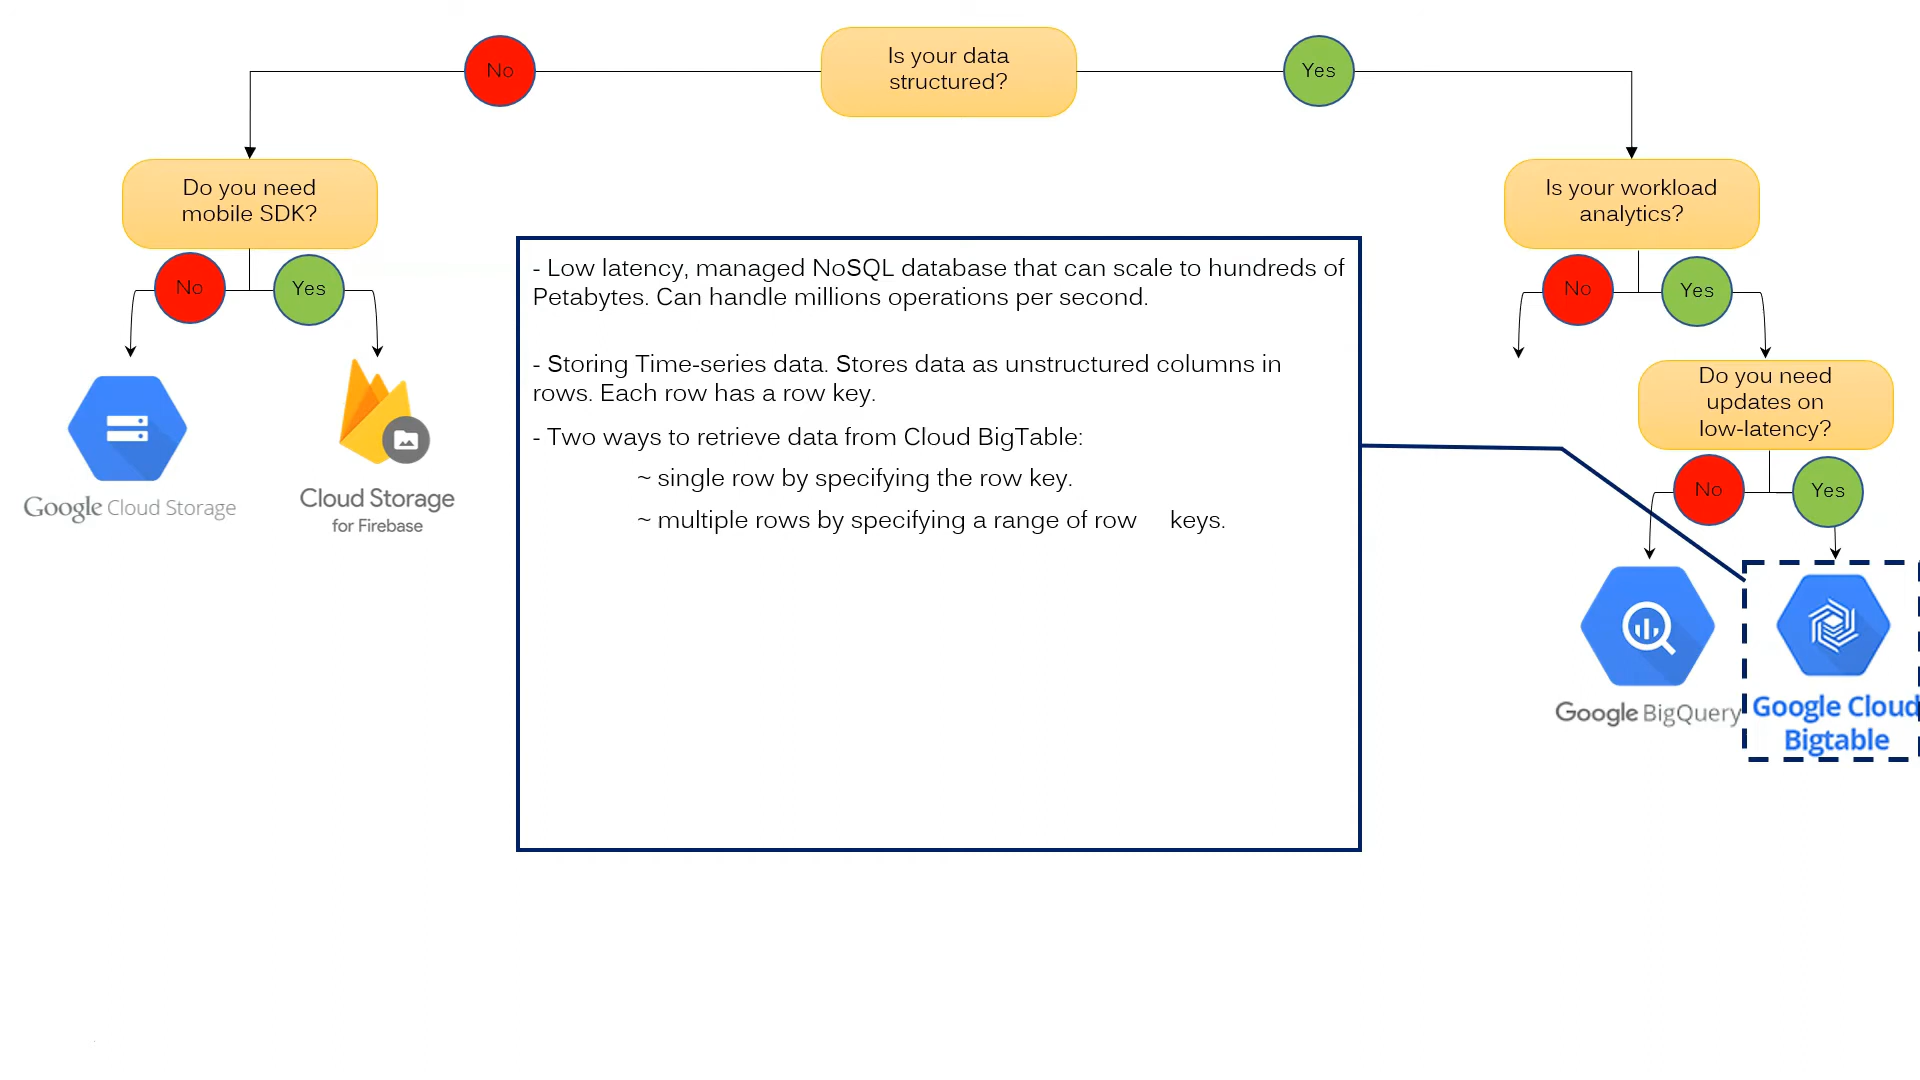 Is your data
structured?
No
Yes
Do you need
mobile SDK?
Is your workload
analytics?
No
Yes
No
Yes
- Low latency, managed NoSQL database that can scale to hundreds of
Petabytes. Can handle millions operations per second.
- Storing Time-series data. Stores data as unstructured columns in
rows. Each row has a row key.
- Two ways to retrieve data from Cloud BigTable:
~ single row by specifying the row key.
~ multiple rows by specifying a range of row keys.
Do you need
updates on
low-latency?
No
Yes
Google Cloud Storage
Cloud Storage
for Firebase
Google BigQuery
Google Cloud
Bigtable